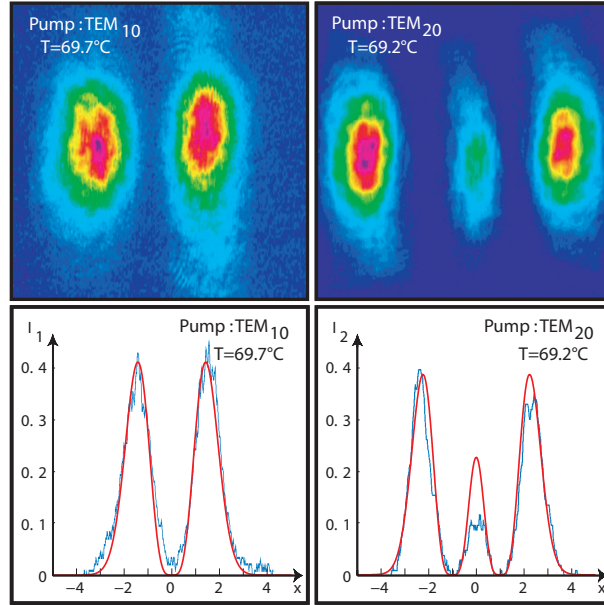 Pump : TEM10
T=69.7°C
Pump : TEM20
T=69.2°C
I1
Pump : TEM10
T=69.7°C
0. 4
0. 3
0. 2
0. 1
0
−4 −2 0 2 4 x
I2
Pump : TEM20
T=69.2°C
0. 4
0. 3
0. 2
0. 1
0
−4 −2 0 2 4 x